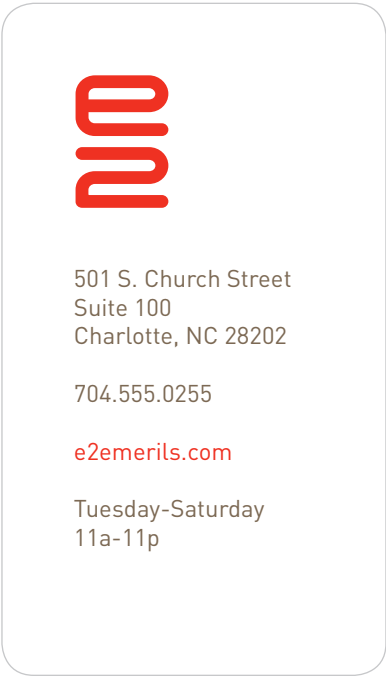 e2
501 S. Church Street
Suite 100
Charlotte, NC 28202
704.555.0255
e2emerils.com
Tuesday-Saturday
11a-11p